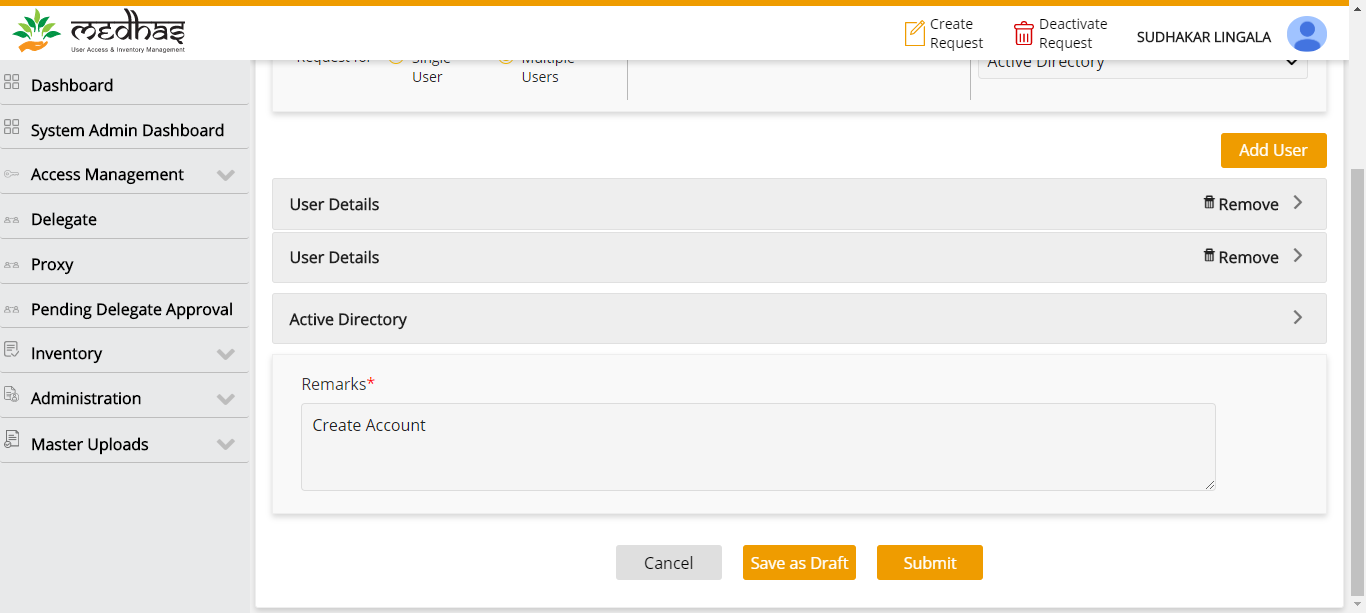 medhas
User Access & Inventory Management
Create
Request
Deactivate
Request
SUDHAKAR LINGALA
Dashboard
System Admin Dashboard
Access Management
Delegate
Proxy
Pending Delegate Approval
Inventory
Administration
Master Uploads
Request for
Single
User
Multiple
Users
Active Directory
Add User
User Details
Remove
User Details
Remove
Active Directory
Remarks*
Create Account
Cancel
Save as Draft
Submit